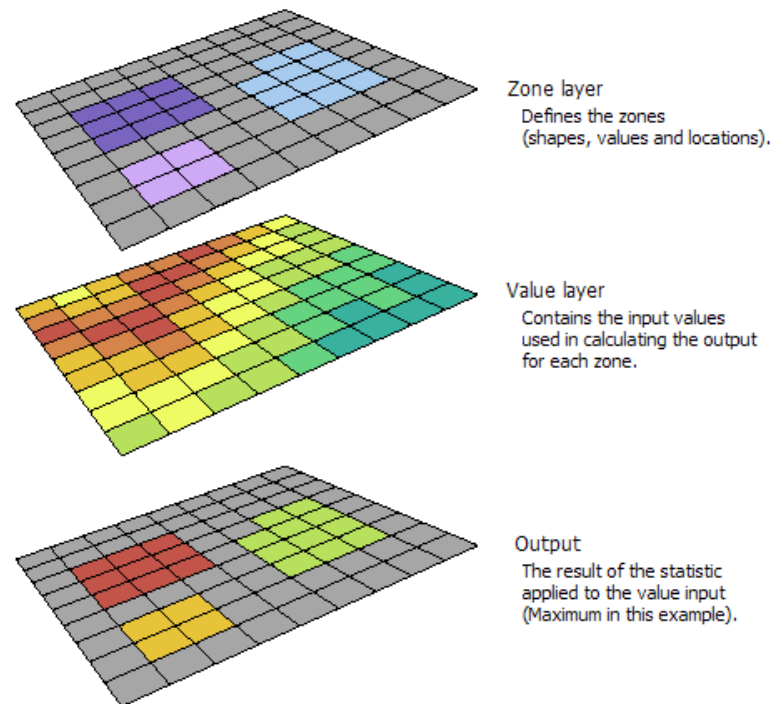 Zone layer
Defines the zones
(shapes, values and locations).
Value layer
Contains the input values
used in calculating the output
for each zone.
Output
The result of the statistic
applied to the value input
(Maximum in this example).